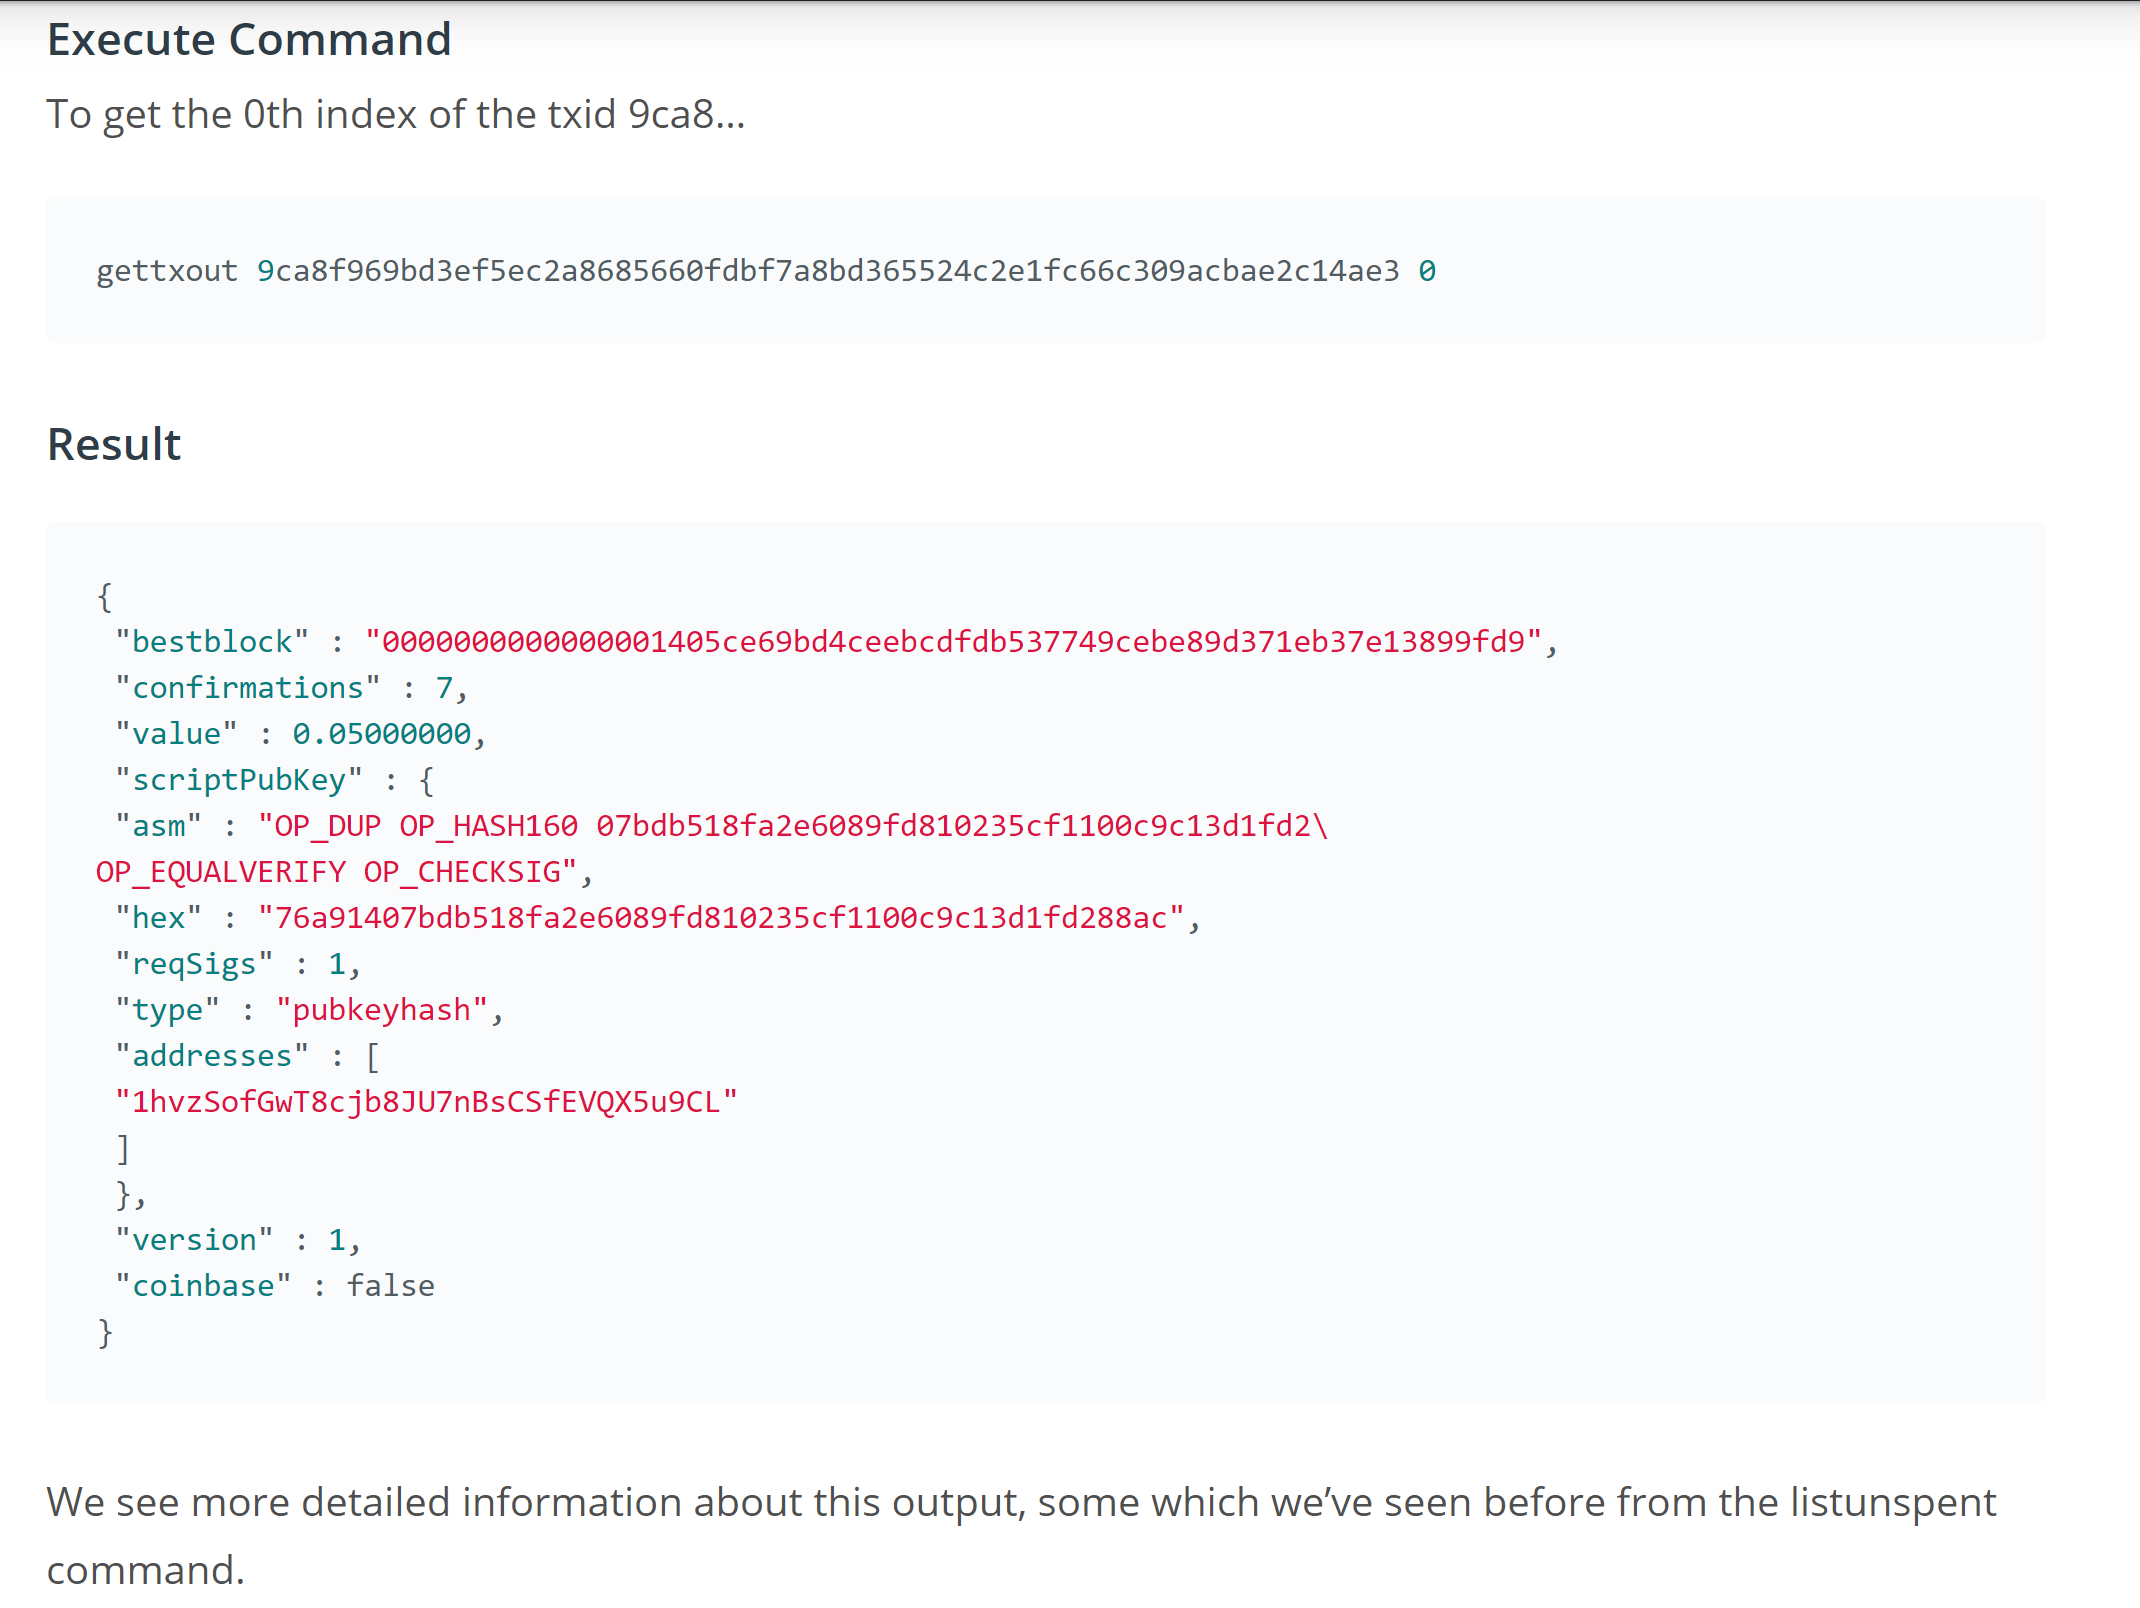 Execute Command
To get the 0th index of the txid 9ca8...
gettxout 9ca8f969bd3ef5ec2a8685660fdbf7a8bd365524c2e1fc66c309acbae2c14ae3 0
Result
{
"bestblock" : "0000000000000001405ce69bd4ceebcdfdb537749cebe89d371eb37e13899fd9",
"confirmations" : 7,
"value" : 0.05000000,
"scriptPubKey" : {
"asm" : "OP_DUP OP_HASH160 07bdb518fa2e6089fd810235cf1100c9c13d1fd2\
OP_EQUALVERIFY OP_CHECKSIG",
"hex" : "76a91407bdb518fa2e6089fd810235cf1100c9c13d1fd288ac",
"reqSigs" : 1,
"type" : "pubkeyhash",
"addresses" : [
"1hvzSofGwT8cjb8JU7nBsCSfEVQX5u9CL"
]
},
"version" : 1,
"coinbase" : false
}
We see more detailed information about this output, some which we’ve seen before from the listunspent
command.